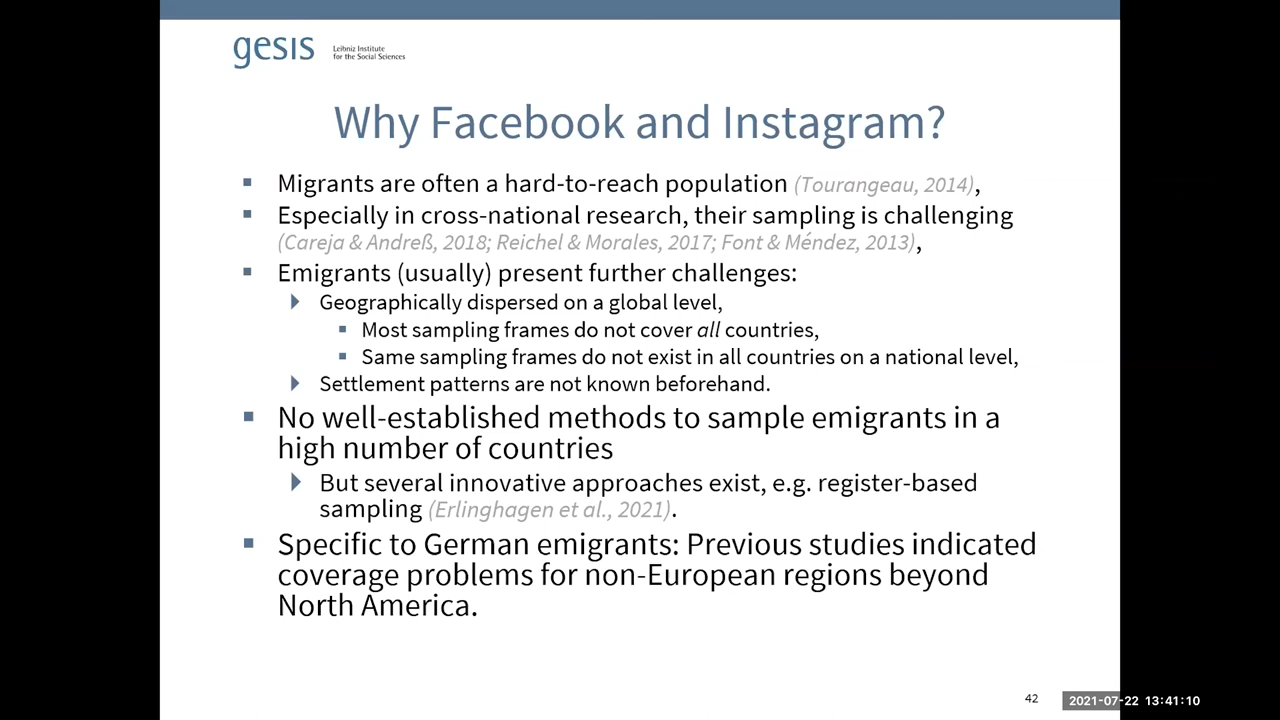 gesis
Leibniz Institute
for the Social Sciences
Why Facebook and Instagram?
Migrants are often a hard-to-reach population (Tourangeau, 2014),
Especially in cross-national research, their sampling is challenging
(Careja & Andreß, 2018; Reichel & Morales, 2017; Font & Méndez, 2013),
Emigrants (usually) present further challenges:
Geographically dispersed on a global level,
Most sampling frames do not cover all countries,
Same sampling frames do not exist in all countries on a national level,
Settlement patterns are not known beforehand.
No well-established methods to sample emigrants in a
high number of countries
But several innovative approaches exist, e.g. register-based
sampling (Erlinghagen et al., 2021).
Specific to German emigrants: Previous studies indicated
coverage problems for non-European regions beyond
North America.
42
2021-07-22 13:41:10